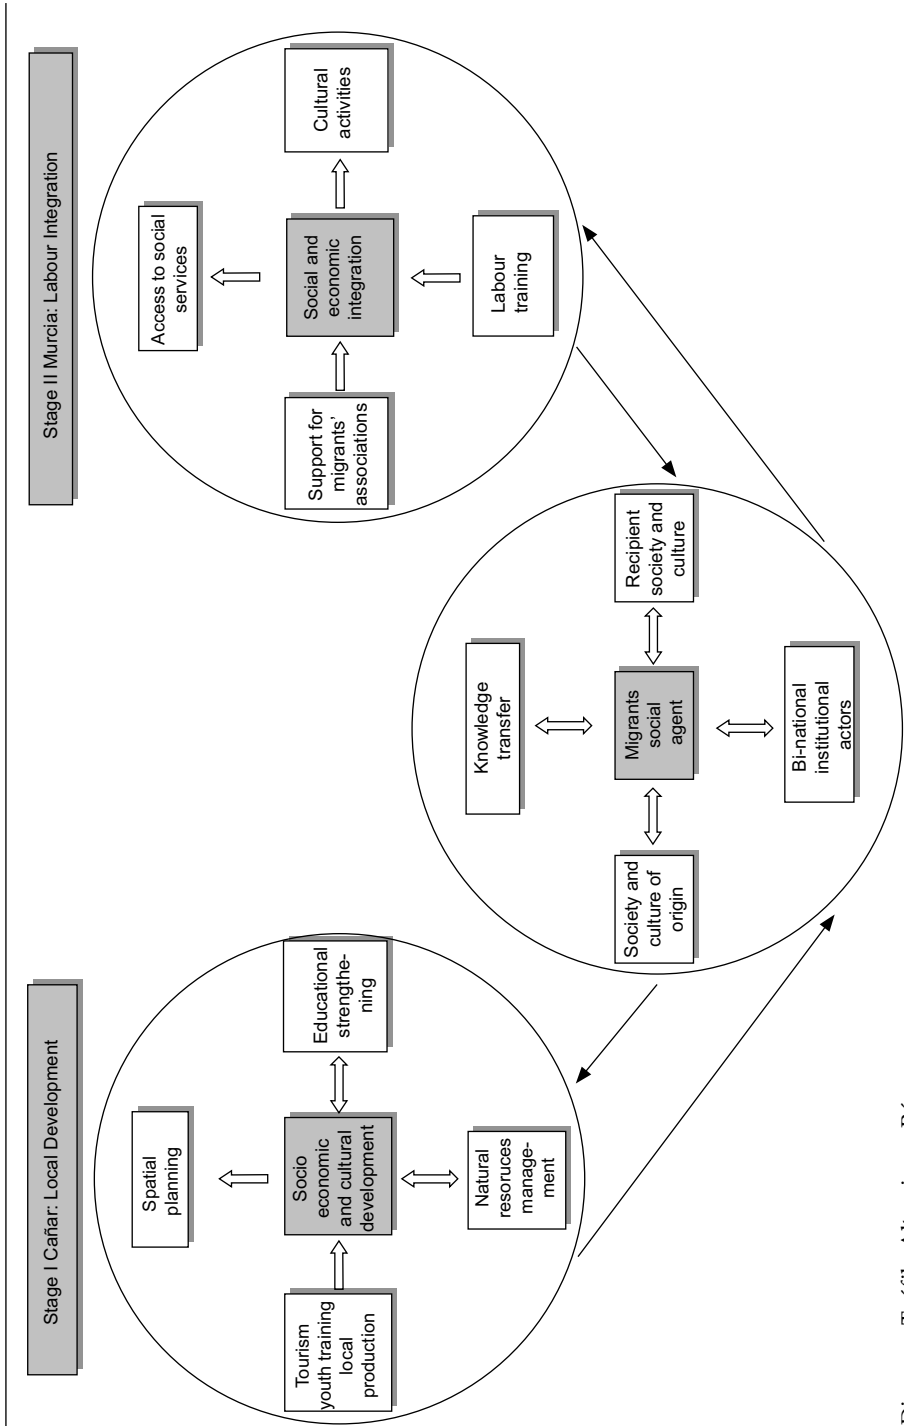 Stage I Cañar: Local Development
Stage II Murcia: Labour Integration
Spatial
planning
Tourism
youth training
local
production
Socio
economic
and cultural
development
Educational
strengthe-
ning
Natural
resoruces
manage-
ment
Access to social
services
Support for
migrants’
associations
Social and
economic
integration
Cultural
activities
Labour
training
Knowledge
transfer
Society and
culture of
origin
Migrants
social
agent
Recipient
society and
culture
Bi-national
institutional
actors